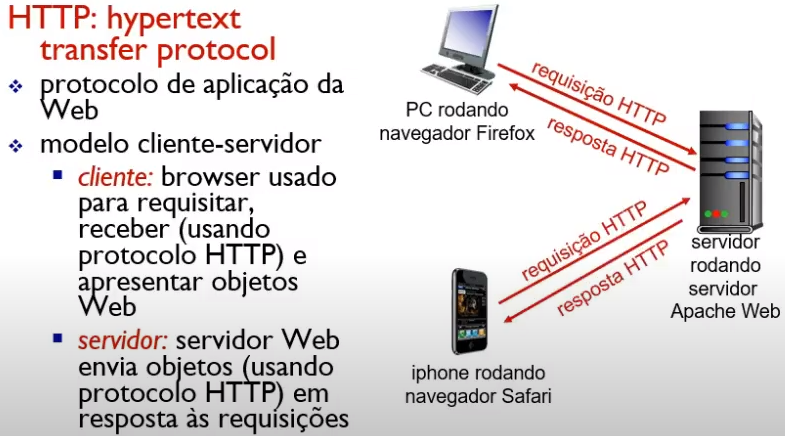 HTTP: hypertext
transfer protocol
protocolo de aplicação da
Web
modelo cliente-servidor
cliente: browser usado
para requisitar,
receber (usando
protocolo HTTP) e
apresentar objetos
Web
servidor: servidor Web
envia objetos (usando
protocolo HTTP) em
resposta às requisições
PC rodando
navegador Firefox
requisição HTTP
resposta HTTP
servidor
rodando
servidor
Apache Web
requisição HTTP
resposta HTTP
iphone rodando
navegador Safari